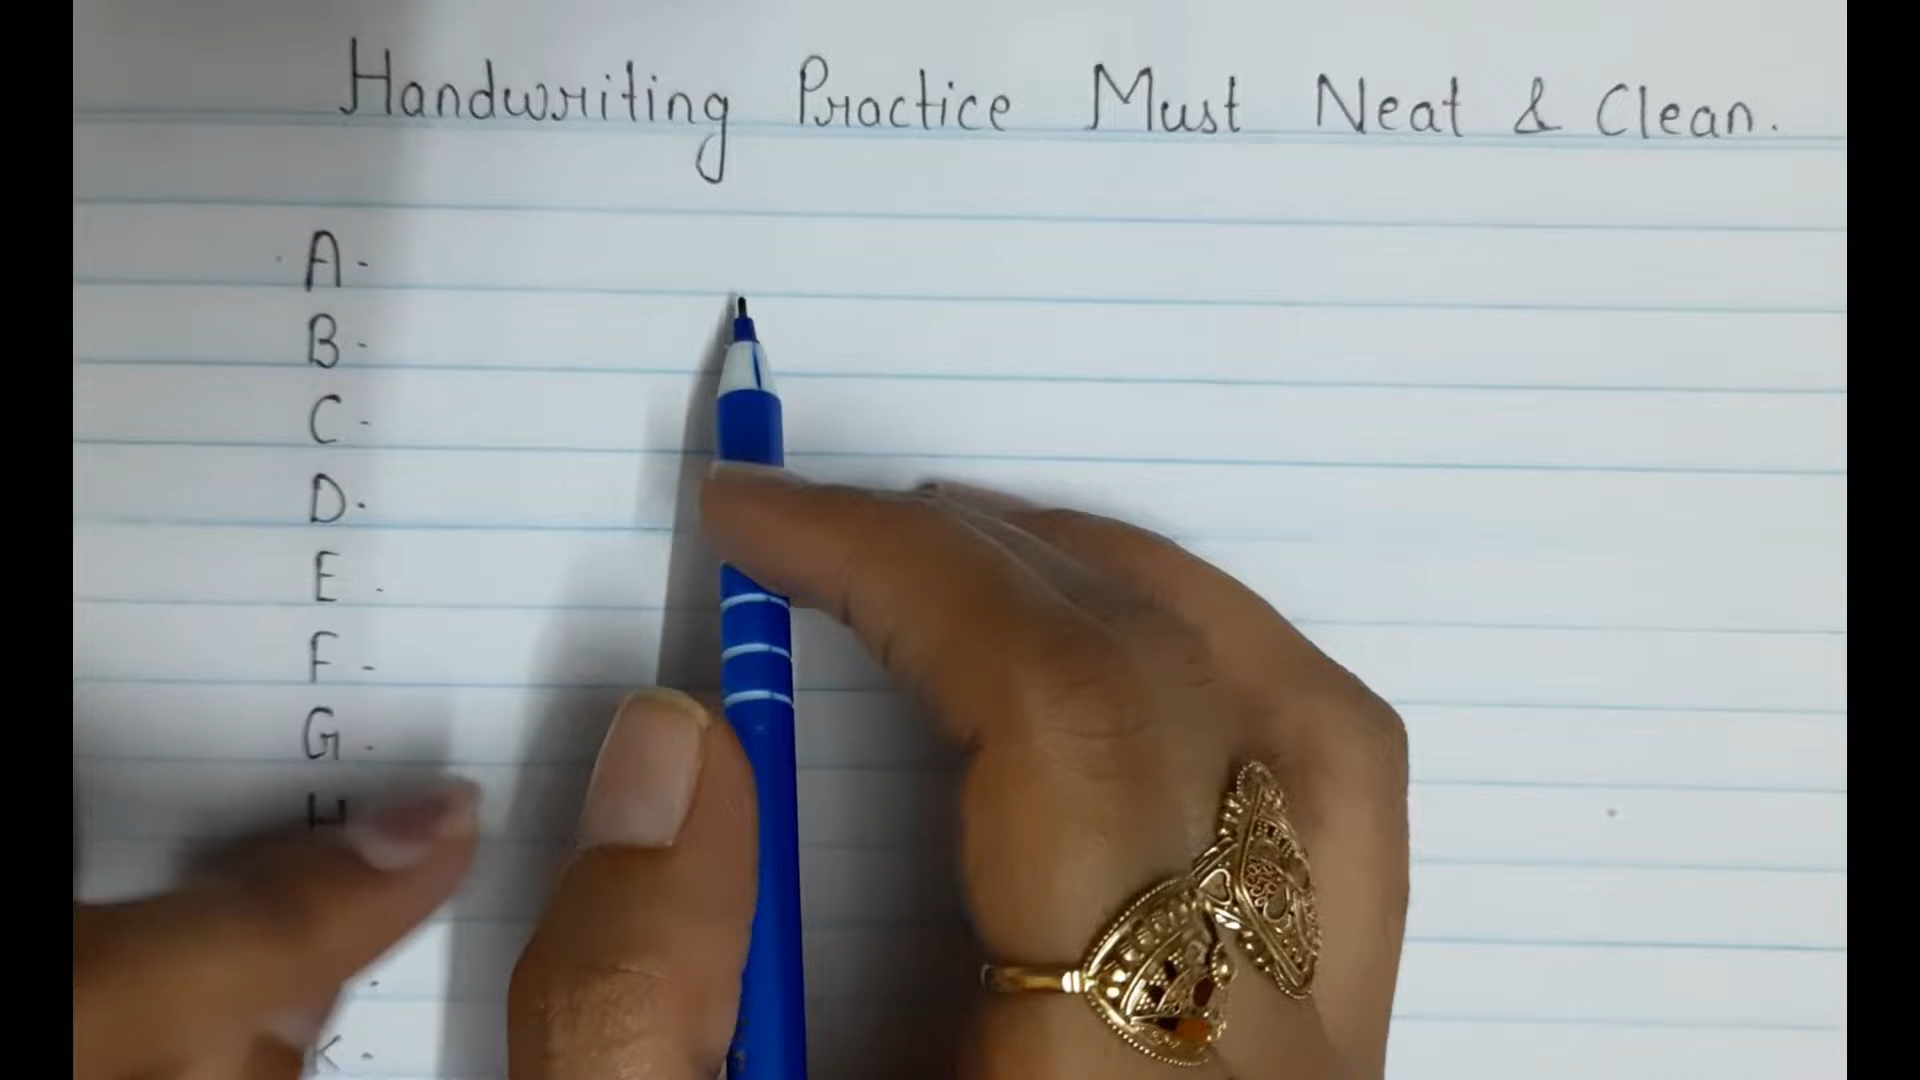 Handwriting Practice Must Neat & Clean.
A-
B-
C-
D-
E-
F-
G-
H
K-